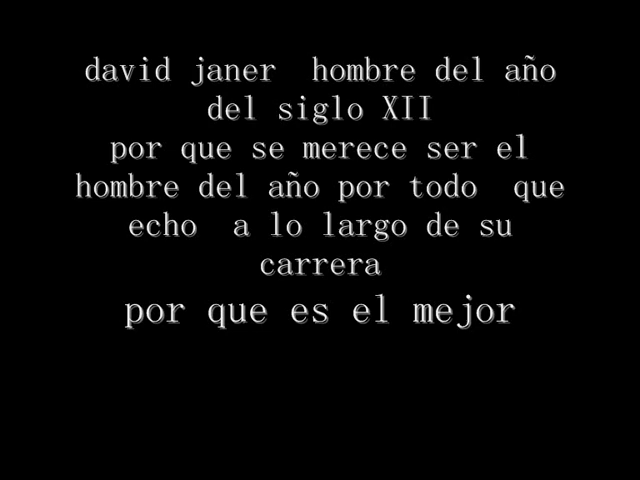 david janer  hombre del año
del siglo XII
por que se merece ser el
hombre del año por todo  que
echo  a lo largo de su
carrera
por que es el mejor